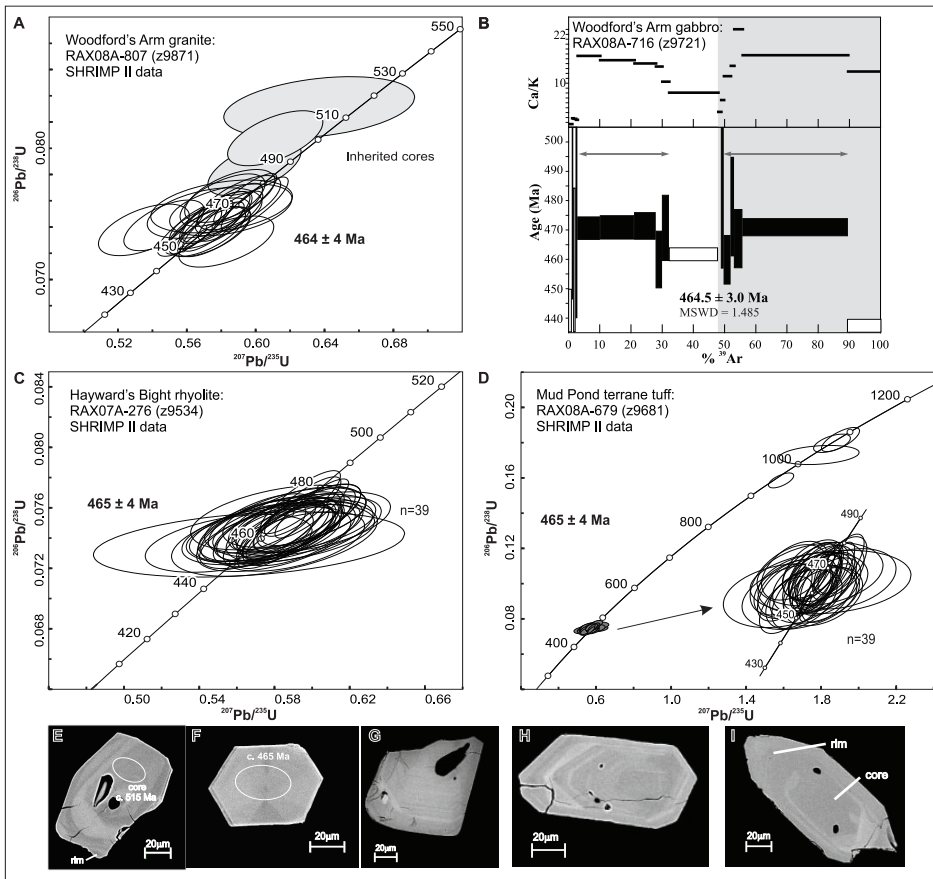 A
Woodford's Arm granite:
RAX08A-807 (z9871)
SHRIMP II data
550
530
510
490
470
450
430
Inherited cores
464 ± 4 Ma
0.080
0.070
²⁰⁶Pb/²³⁸U
0.52
0.56
0.60
0.64
0.68
²⁰⁷Pb/²³⁵U
B
Woodford's Arm gabbro:
RAX08A-716 (z9721)
22
10
Ca/K
500
490
480
470
460
450
440
Age (Ma)
464.5 ± 3.0 Ma
MSWD = 1.485
0 10 20 30 40 50 60 70 80 90 100
% ³⁹Ar
C
Hayward's Bight rhyolite:
RAX07A-276 (z9534)
SHRIMP II data
520
500
480
460
440
420
465 ± 4 Ma
n=39
0.084
0.080
0.076
0.072
0.068
²⁰⁶Pb/²³⁸U
0.50
0.54
0.58
0.62
0.66
²⁰⁷Pb/²³⁵U
D
Mud Pond terrane tuff:
RAX08A-679 (z9681)
SHRIMP II data
1200
1000
800
600
400
465 ± 4 Ma
490
470
450
430
n=39
0.20
0.16
0.12
0.08
²⁰⁶Pb/²³⁸U
0.6
1.0
1.4
1.8
2.2
²⁰⁷Pb/²³⁵U
E
core
c. 515 Ma
rim
20µm
F
c. 465 Ma
20µm
G
20µm
H
20µm
I
rim
core
20µm